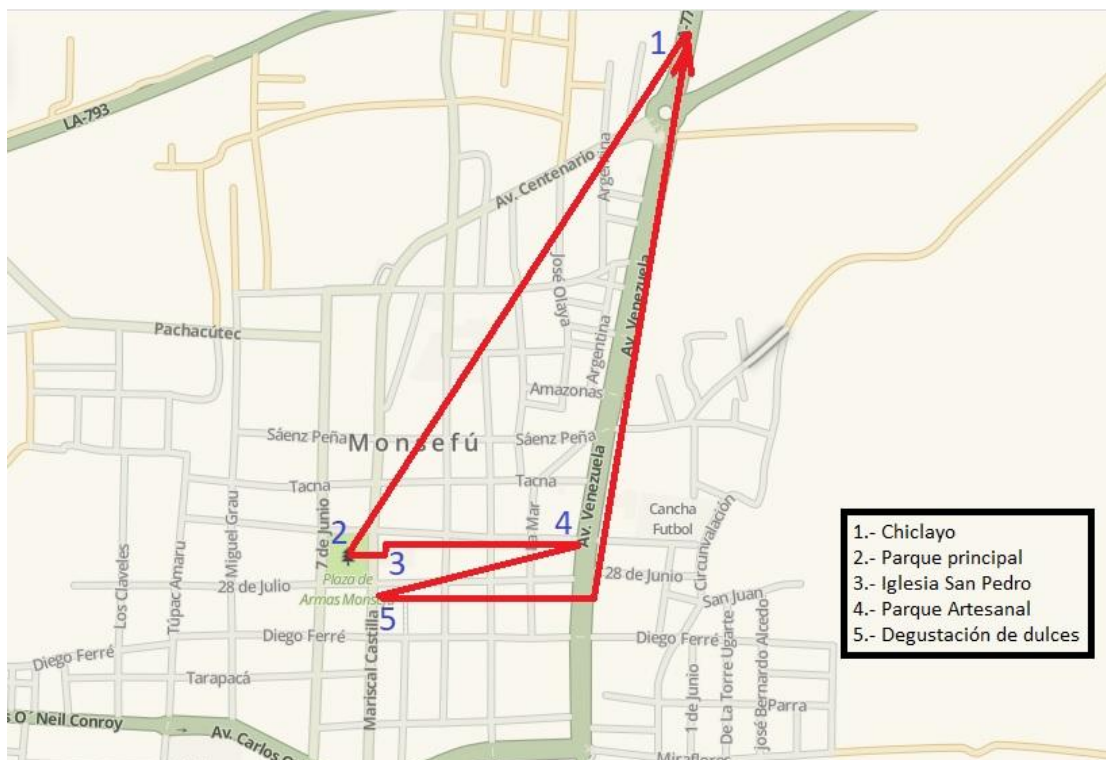 1
A-77
LA-793
Argentina
Av. Centenario
José Olaya
Av. Venezuela
Pachacútec
Argentina
Amazonas
Sáenz Peña
Monsefú
Sáenz Peña
Av. Venezuela
Tacna
Tacna
7 de Junio
Miguel Grau
Cancha
Futbol
Circunvalación
2
3
4
Av. Venezuela
Los Claveles
Túpac Amaru
Plaza de
28 de Julio
Armas
28 de Junio
San Juan
5
Mariscal Castilla
Diego Ferré
Diego Ferré
Diego Ferré
De La Torre Ugarte
José Bernardo Alcedo
1 de Junio
Tarapacá
Parra
O´ Neil Conroy
Av. Carlos
Miraflores
1.- Chiclayo
2.- Parque principal
3.- Iglesia San Pedro
4.- Parque Artesanal
5.- Degustación de dulces